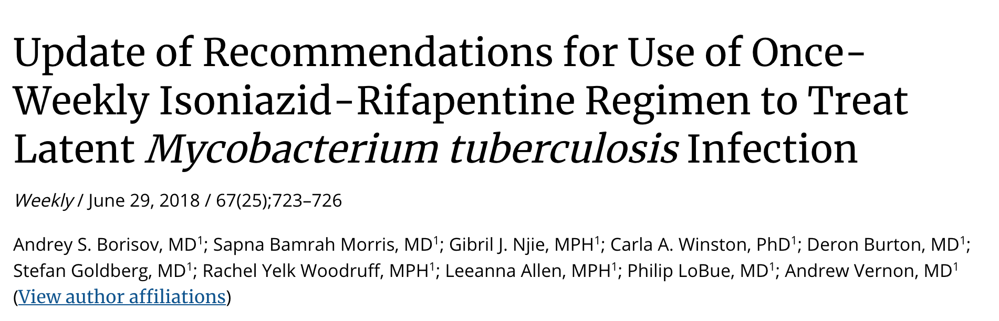 Update of Recommendations for Use of Once-
Weekly Isoniazid-Rifapentine Regimen to Treat
Latent Mycobacterium tuberculosis Infection
Weekly / June 29, 2018 / 67(25);723–726
Andrey S. Borisov, MD¹; Sapna Bamrah Morris, MD¹; Gibril J. Njie, MPH¹; Carla A. Winston, PhD¹; Deron Burton, MD¹;
Stefan Goldberg, MD¹; Rachel Yelk Woodruff, MPH¹; Leeanna Allen, MPH¹; Philip LoBue, MD¹; Andrew Vernon, MD¹
(View author affiliations)